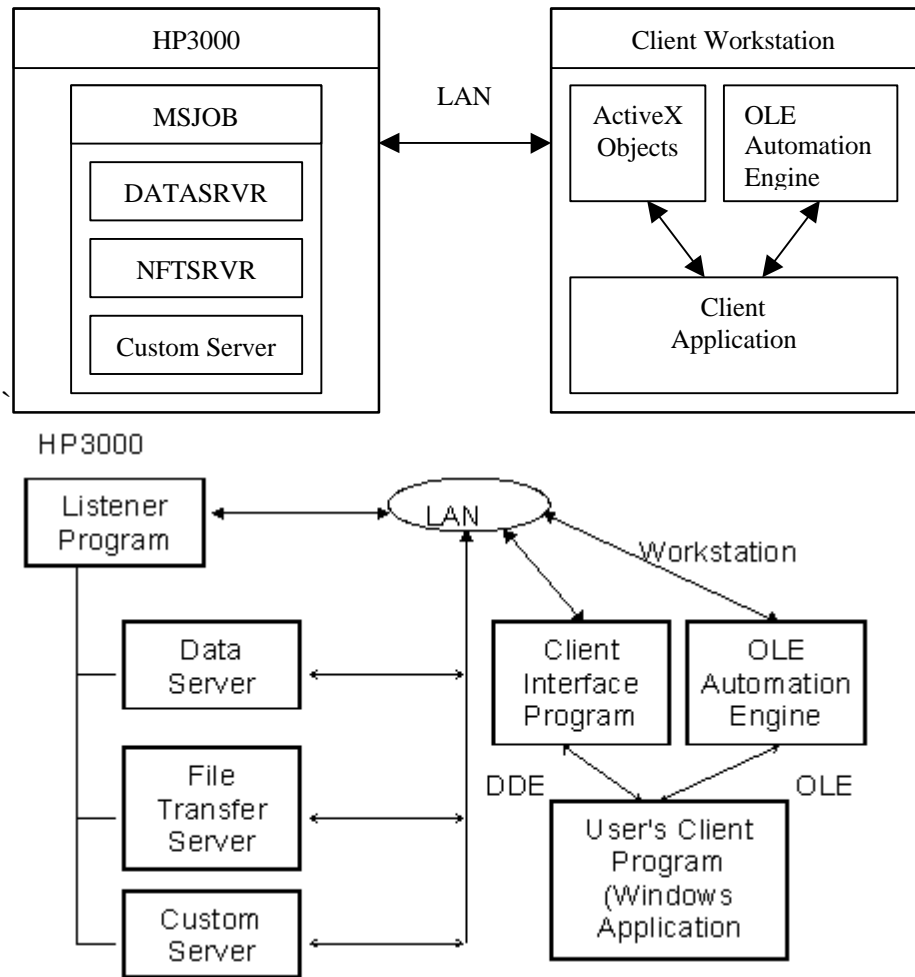 HP3000
MSJOB
DATASRVR
NFTSRVR
Custom Server
LAN
Client Workstation
ActiveX
Objects
OLE
Automation
Engine
Client
Application
`
HP3000
Listener
Program
LAN
Workstation
Data
Server
File
Transfer
Server
Custom
Server
Client
Interface
Program
OLE
Automation
Engine
DDE
OLE
User's Client
Program
(Windows
Application